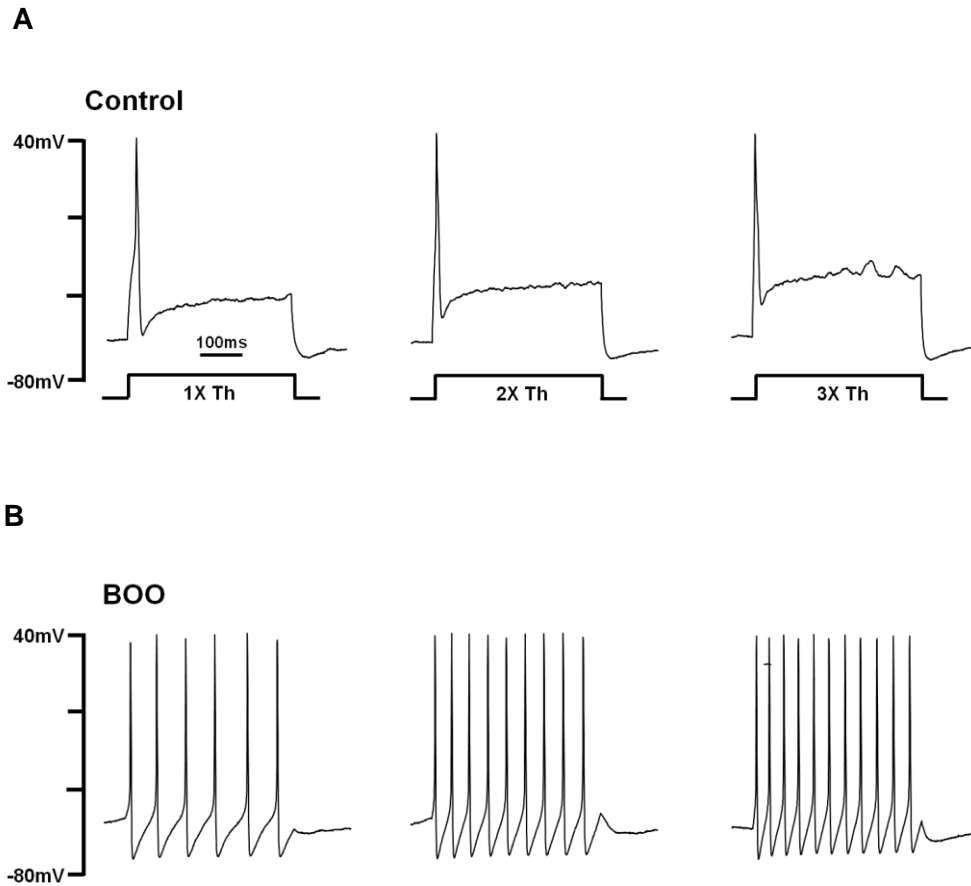 A
Control
40mV
100ms
-80mV
1X Th
2X Th
3X Th
B
BOO
40mV
-80mV